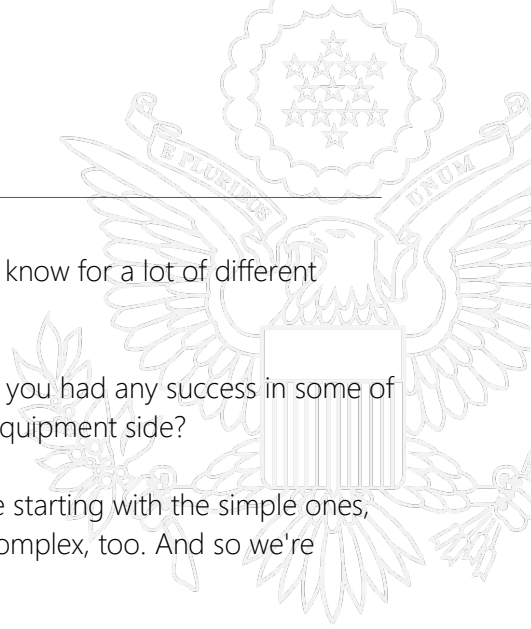 E PLURIBUS
UNUM
know for a lot of different
you had any success in some of
quipment side?
e starting with the simple ones,
omplex, too. And so we're